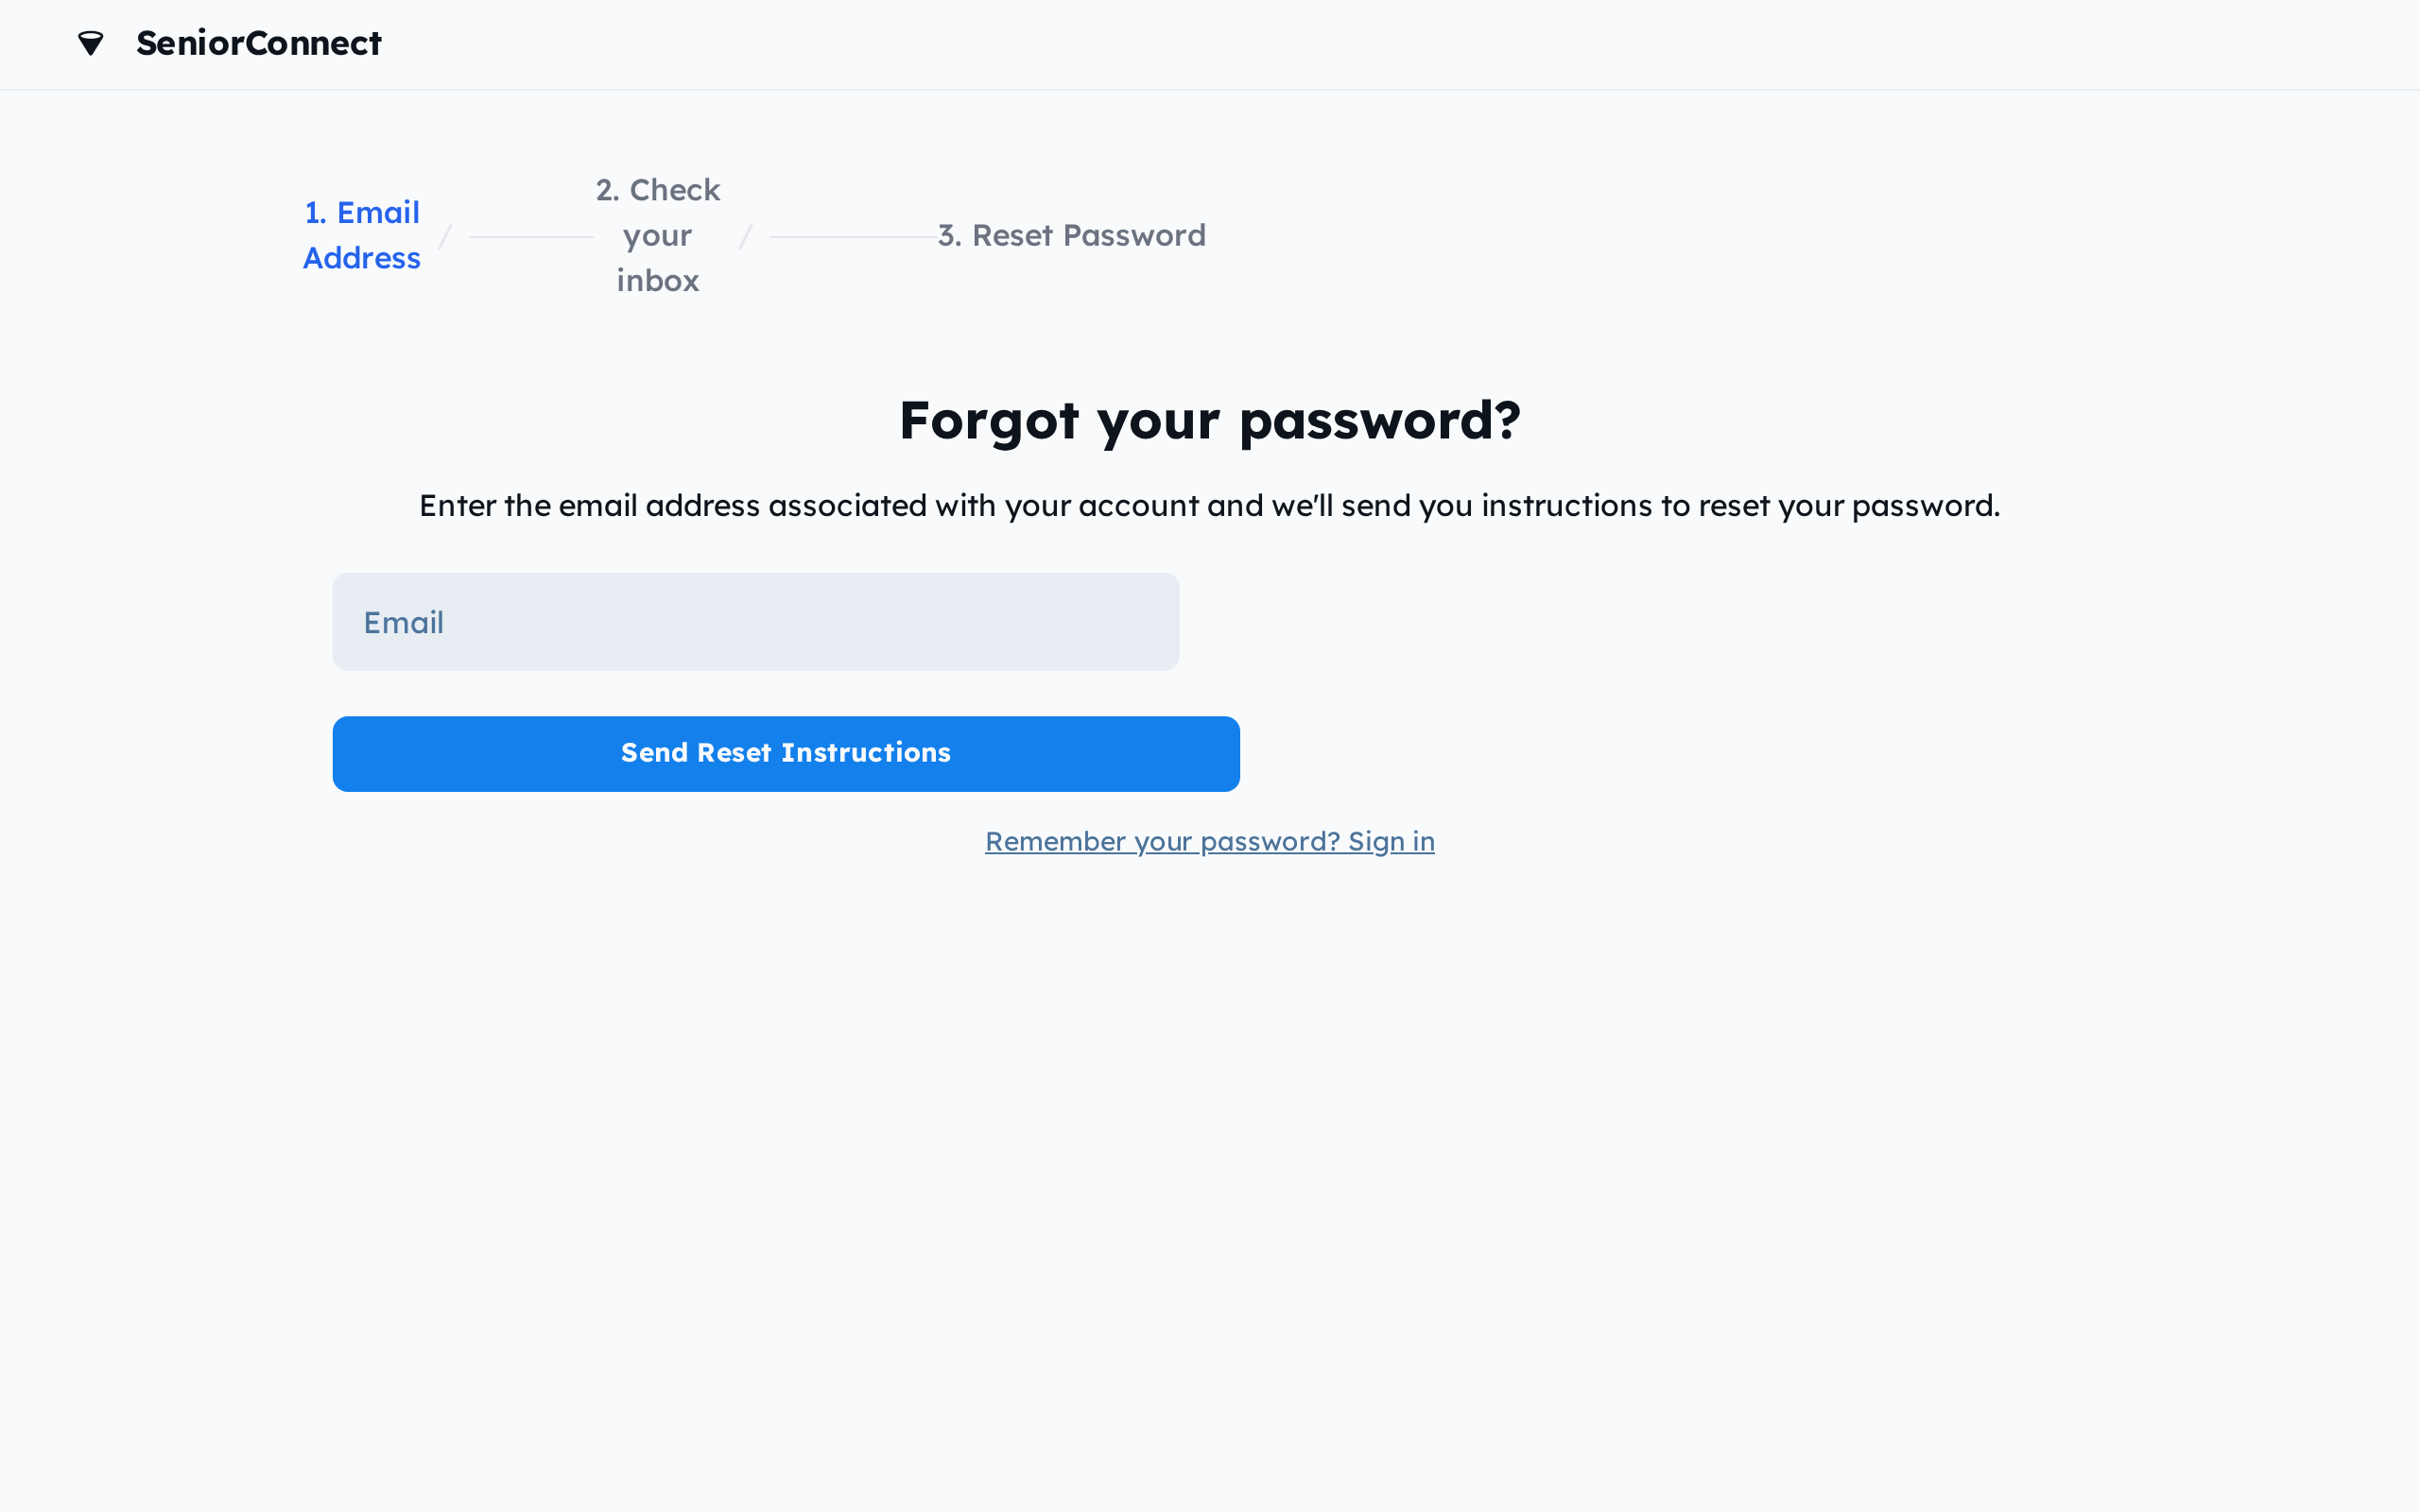 SeniorConnect
1. Email
Address
/
2. Check
your
inbox
/
3. Reset Password
Forgot your password?
Enter the email address associated with your account and we'll send you instructions to reset your password.
Email
Send Reset Instructions
Remember your password? Sign in